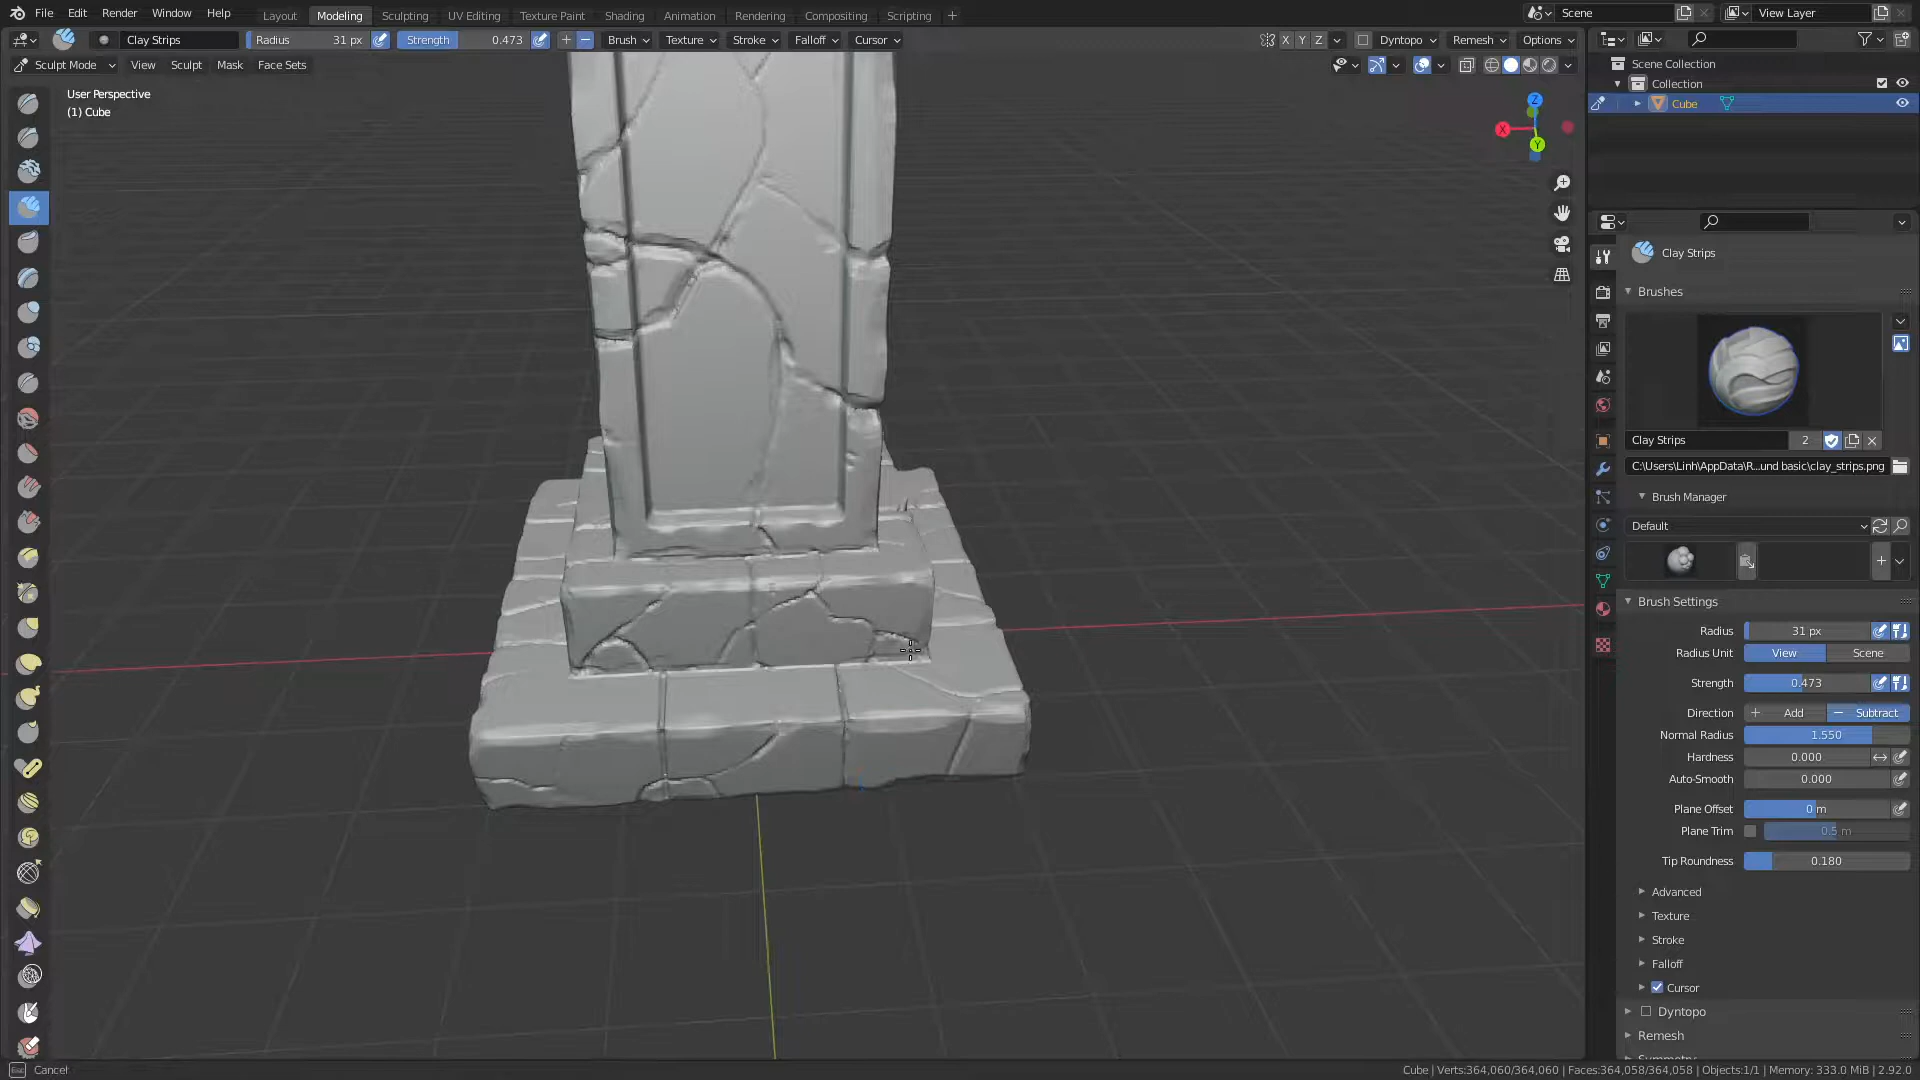 File Edit Render Window Help
Layout Modeling Sculpting UV Editing Texture Paint Shading Animation Rendering Compositing Scripting +
Scene
View Layer
Clay Strips
Radius 31 px
Strength 0.473
Brush Texture Stroke Falloff Cursor
X Y Z
Dyntopo Remesh Options
Sculpt Mode View Sculpt Mask Face Sets
User Perspective
(1) Cube
Z
X
Y
Scene Collection
Collection
Cube
Clay Strips
Brushes
Clay Strips 2
C:\Users\Linh\AppData\R...und basic\clay_strips.png
Brush Manager
Default
Brush Settings
Radius 31 px
Radius Unit View Scene
Strength 0.473
Direction + Add − Subtract
Normal Radius 1.550
Hardness 0.000
Auto-Smooth 0.000
Plane Offset 0 m
Plane Trim 0.5 m
Tip Roundness 0.180
Advanced
Texture
Stroke
Falloff
Cursor
Dyntopo
Remesh
Symmetry
Esc Cancel
Cube | Verts:364,060/364,060 | Faces:364,058/364,058 | Objects:1/1 | Memory: 333.0 MiB | 2.92.0